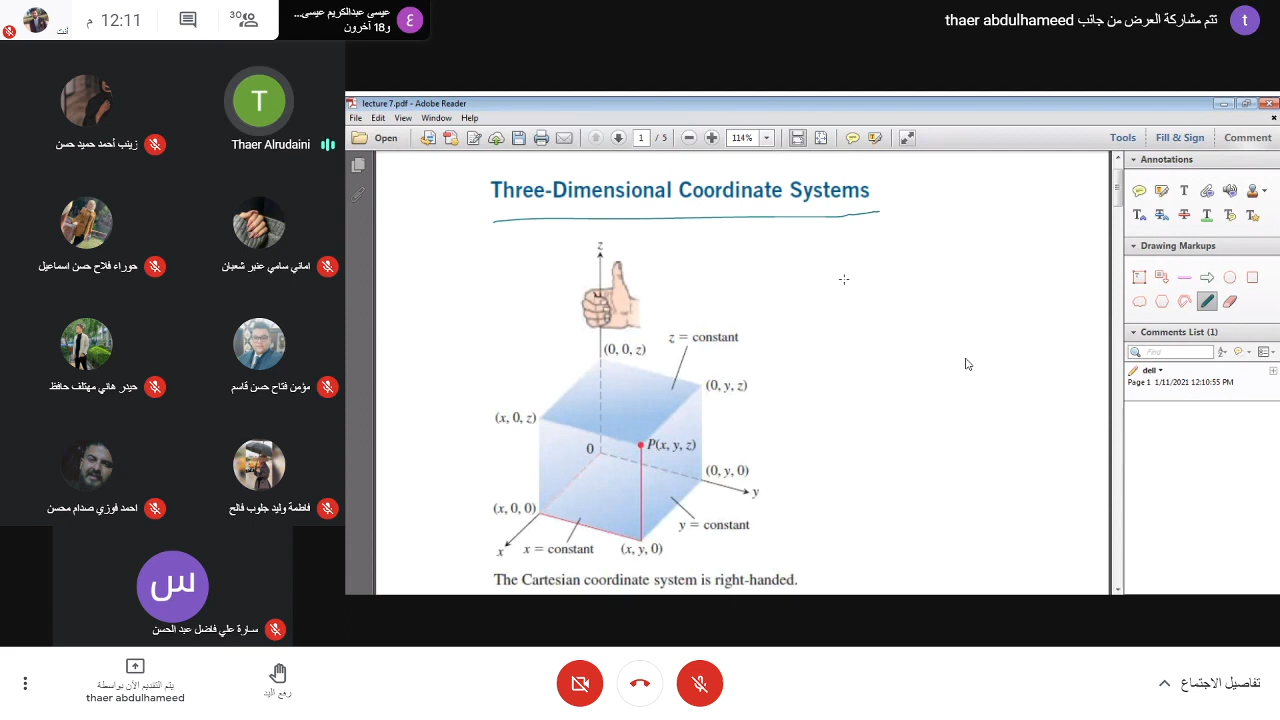 أنت
12:11 م
30
عيسى عبدالكريم عيسى...
و18 آخرون
ع
تتم مشاركة العرض من جانب thaer abdulhameed
t
زينب أحمد حميد حسن
T
Thaer Alrudaini
حوراء فلاح حسن اسماعيل
اماني سامي عنبر شعبان
حيدر هاني مهتلف حافظ
مؤمن فتاح حسن قاسم
احمد فوزي صدام محسن
فاطمة وليد جلوب فالح
س
سارة علي فاضل عبد الحسن
lecture 7.pdf - Adobe Reader
File Edit View Window Help
Open
1 / 5
114%
Tools Fill & Sign Comment
Three-Dimensional Coordinate Systems
z
(0, 0, z)
z = constant
(0, y, z)
(x, 0, z)
P(x, y, z)
0
(0, y, 0)
y
(x, 0, 0)
y = constant
x
x = constant
(x, y, 0)
The Cartesian coordinate system is right-handed.
Annotations
Drawing Markups
Comments List (1)
Find
dell
Page 1 1/11/2021 12:10:55 PM
يتم التقديم الآن بواسطة
thaer abdulhameed
رفع اليد
تفاصيل الاجتماع